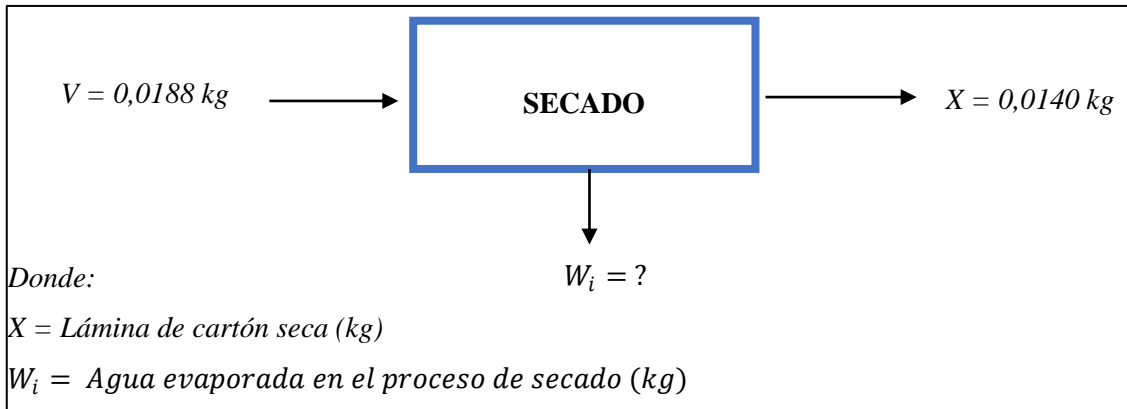 V = 0,0188 kg
SECADO
X = 0,0140 kg
W_i = ?
Donde:
X = Lámina de cartón seca (kg)
W_i = Agua evaporada en el proceso de secado (kg)